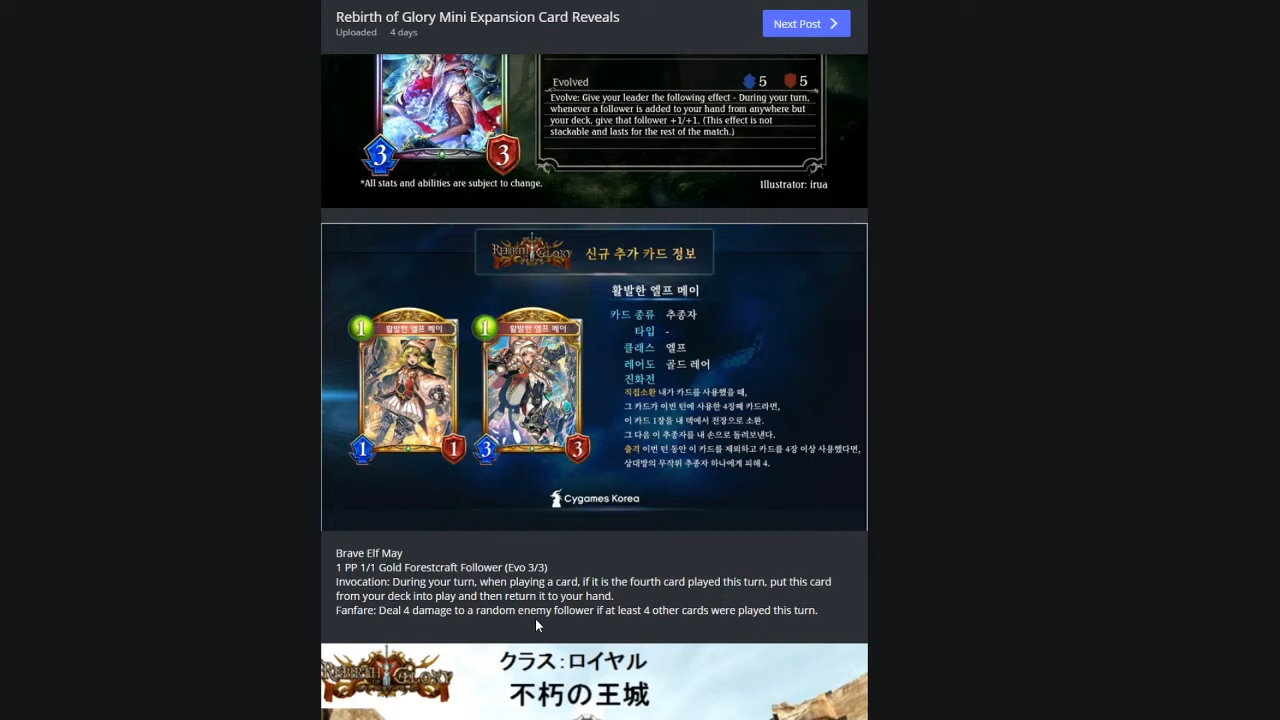 Rebirth of Glory Mini Expansion Card Reveals
Uploaded 4 days
Next Post
Evolved 5 5
Evolve: Give your leader the following effect - During your turn,
whenever a follower is added to your hand from anywhere but
your deck, give that follower +1/+1. (This effect is not
stackable and lasts for the rest of the match.)
3 3
*All stats and abilities are subject to change.
Illustrator: irua
REBIRTH OF GLORY 신규 추가 카드 정보
활발한 엘프 메이
카드 종류 추종자
타입 -
클래스 엘프
레어도 골드 레어
진화전
직접소환 내가 카드를 사용했을 때,
그 카드가 이번 턴에 사용한 4장째 카드라면,
이 카드 1장을 내 덱에서 전장으로 소환.
그 다음 이 추종자를 내 손으로 돌려보낸다.
출격 이번 턴 동안 이 카드를 제외하고 카드를 4장 이상 사용했다면,
상대방의 무작위 추종자 하나에게 피해 4.
1 활발한 엘프 메이
1 1
1 활발한 엘프 메이
3 3
Cygames Korea
Brave Elf May
1 PP 1/1 Gold Forestcraft Follower (Evo 3/3)
Invocation: During your turn, when playing a card, if it is the fourth card played this turn, put this card
from your deck into play and then return it to your hand.
Fanfare: Deal 4 damage to a random enemy follower if at least 4 other cards were played this turn.
REBIRTH OF GLORY
クラス:ロイヤル
不朽の王城